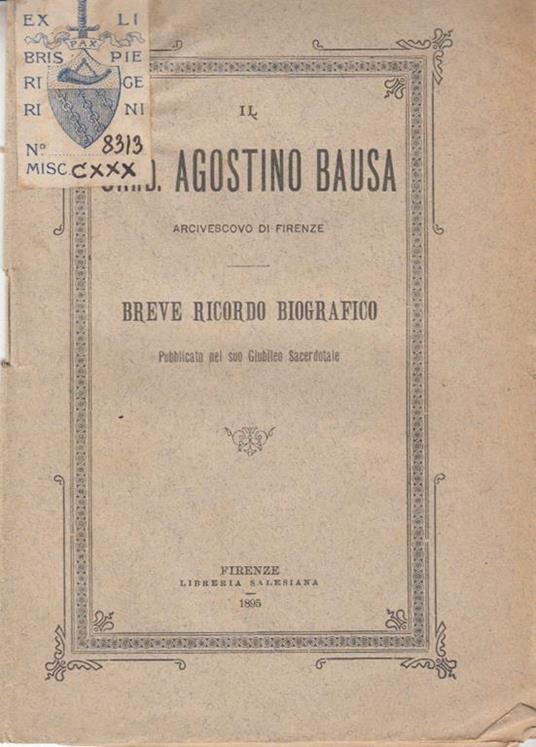 EX LI
BRIS PIE
PAX
RI GE
RI NI
Nº 8313
MISC. CXXX
IL
CARD. AGOSTINO BAUSA
ARCIVESCOVO DI FIRENZE
BREVE RICORDO BIOGRAFICO
Pubblicato nel suo Giubileo Sacerdotale
FIRENZE
LIBRERIA SALESIANA
1895